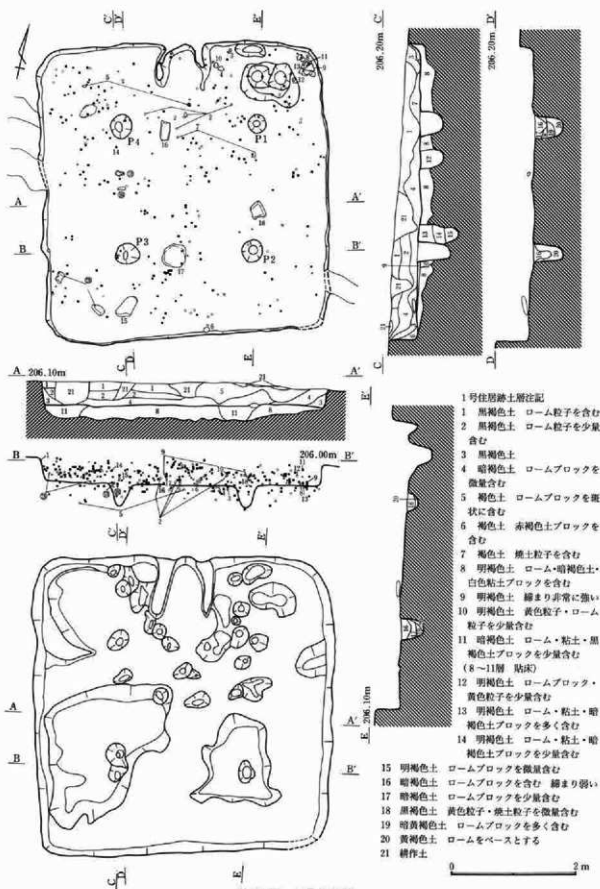 C D'
E'
C'
D'
206.20m
206.20m
P4
P1
14
16
A
A'
16
B
B'
P3
P2
17
15
C D
E
C
D
A 206.10m
A'
E'
B
206.00m B'
C' D'
E'
A
A'
B
B'
C D
E
206.10m
E
1号住居跡土層注記
1 黒褐色土 ローム粒子を含む
2 黒褐色土 ローム粒子を少量
含む
3 黒褐色土
4 暗褐色土 ロームブロックを
微量含む
5 褐色土 ロームブロックを斑
状に含む
6 褐色土 赤褐色土ブロックを
含む
7 褐色土 焼土粒子を含む
8 明褐色土 ローム・暗褐色土・
白色粘土ブロックを含む
9 明褐色土 締まり非常に強い
10 明褐色土 黄色粒子・ローム
粒子を少量含む
11 暗褐色土 ローム・粘土・黒
褐色土ブロックを少量含む
(8~11層 貼床)
12 明褐色土 ロームブロック・
黄色粒子を少量含む
13 明褐色土 ローム・粘土・暗
褐色土ブロックを多く含む
14 明褐色土 ローム・粘土・暗
褐色土ブロックを少量含む
15 明褐色土 ロームブロックを微量含む
16 暗褐色土 ロームブロックを含む 締まり弱い
17 暗褐色土 ロームブロックを少量含む
18 黒褐色土 黄色粒子・焼土粒子を微量含む
19 暗黄褐色土 ロームブロックを多く含む
20 黄褐色土 ロームをベースとする
21 耕作土
0 2 m